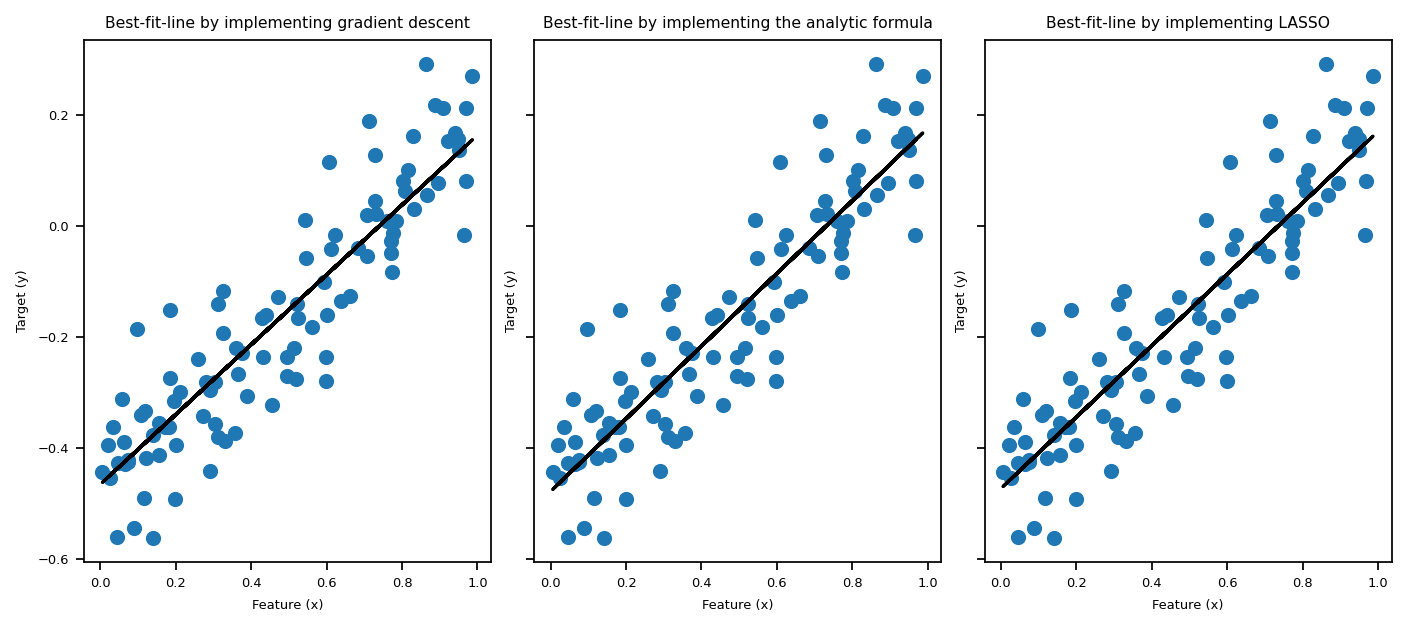 Best-fit-line by implementing gradient descent
Best-fit-line by implementing the analytic formula
Best-fit-line by implementing LASSO
Target (y)
0.2
0.0
−0.2
−0.4
−0.6
0.0 0.2 0.4 0.6 0.8 1.0
Feature (x)
Target (y)
0.0 0.2 0.4 0.6 0.8 1.0
Feature (x)
Target (y)
0.0 0.2 0.4 0.6 0.8 1.0
Feature (x)